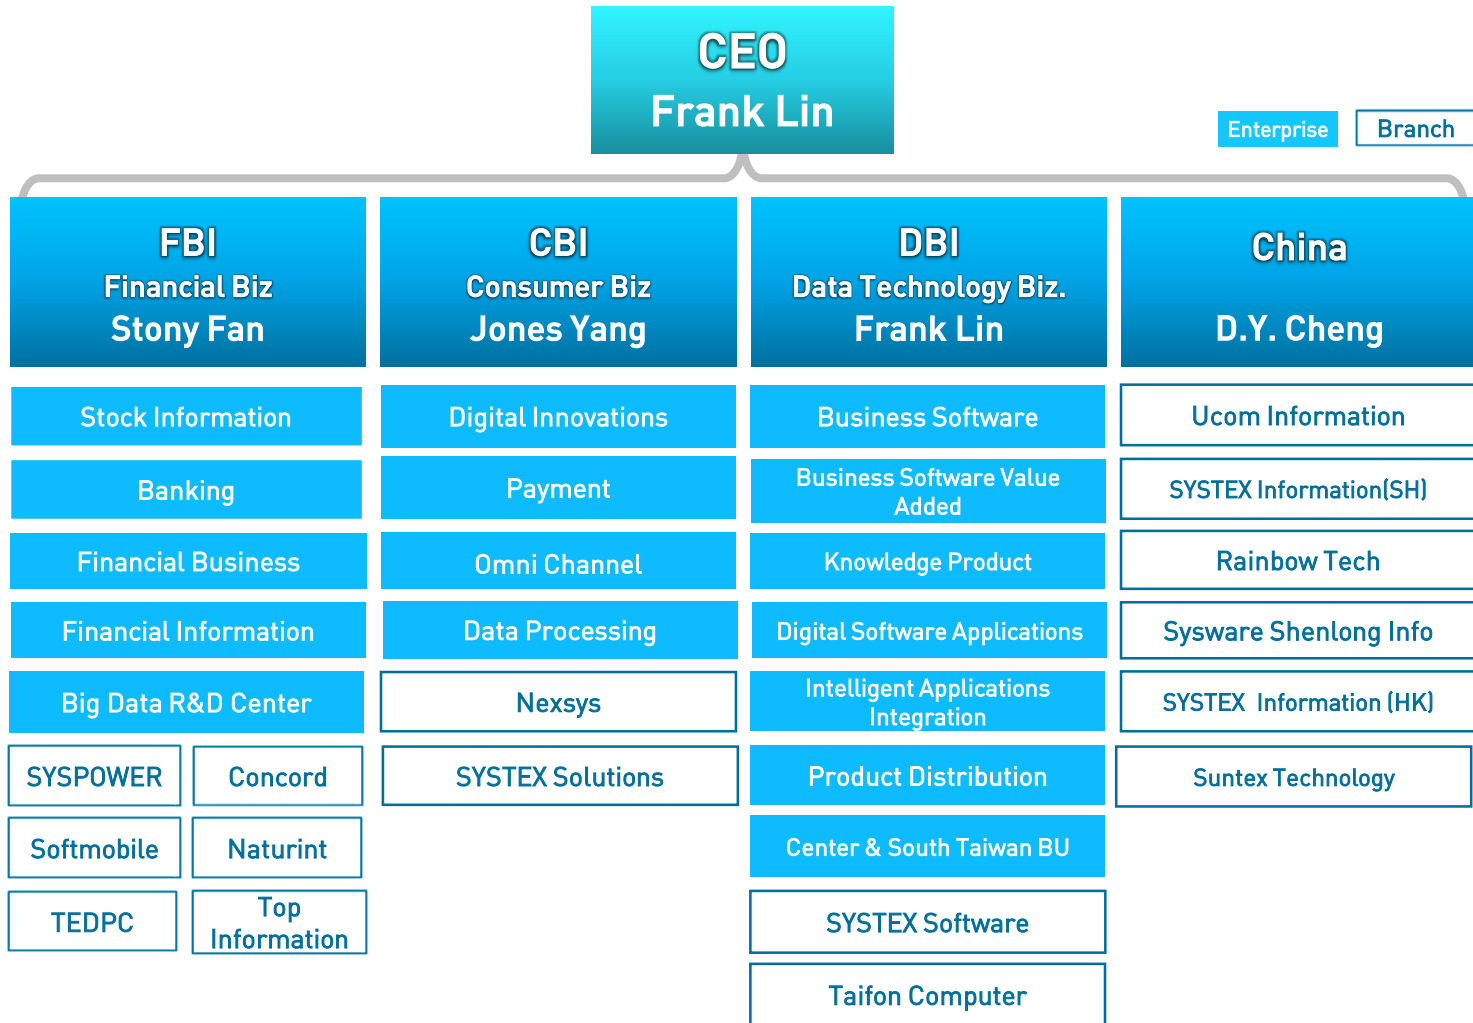 CEO
Frank Lin
Enterprise
Branch
FBI
Financial Biz
Stony Fan
CBI
Consumer Biz
Jones Yang
DBI
Data Technology Biz.
Frank Lin
China
D.Y. Cheng
Stock Information
Banking
Financial Business
Financial Information
Big Data R&D Center
SYSPOWER
Concord
Softmobile
Naturint
TEDPC
Top
Information
Digital Innovations
Payment
Omni Channel
Data Processing
Nexsys
SYSTEX Solutions
Business Software
Business Software Value
Added
Knowledge Product
Digital Software Applications
Intelligent Applications
Integration
Product Distribution
Center & South Taiwan BU
SYSTEX Software
Taifon Computer
Ucom Information
SYSTEX Information(SH)
Rainbow Tech
Sysware Shenlong Info
SYSTEX Information (HK)
Suntex Technology